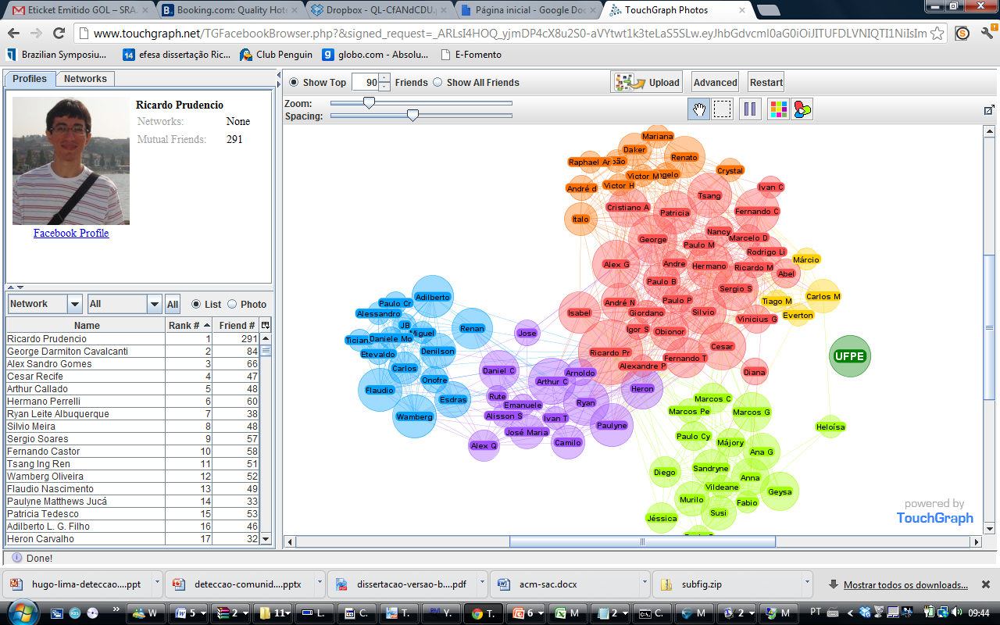 Eticket Emitido GOL – SRA.
Booking.com: Quality Hote
Dropbox - QL-CfANdCDU.p
Página inicial - Google Doc
TouchGraph Photos
www.touchgraph.net/TGFacebookBrowser.php?&signed_request=_ARLsI4HOQ_yjmDP4cX8u2S0-aVYtwt1k3teLaS5SLw.eyJhbGdvcml0aG0iOiJITUFDLVNIQTI1NiIsIm
Brazilian Symposiu...
14 efesa dissertação Ric...
Club Penguin
globo.com - Absolu...
E-Fomento
Profiles
Networks
Show Top 90 Friends
Show All Friends
Upload
Advanced
Restart
Zoom:
Spacing:
Ricardo Prudencio
Networks: None
Mutual Friends: 291
Facebook Profile
Network
All
All
List
Photo
Name Rank # Friend #
Ricardo Prudencio 1 291
George Darmiton Cavalcanti 2 84
Alex Sandro Gomes 3 66
Cesar Recife 4 47
Arthur Callado 5 48
Hermano Perrelli 6 60
Ryan Leite Albuquerque 7 38
Silvio Meira 8 48
Sergio Soares 9 57
Fernando Castor 10 58
Tsang Ing Ren 11 51
Wamberg Oliveira 12 52
Flaudio Nascimento 13 49
Paulyne Matthews Jucá 14 33
Patricia Tedesco 15 53
Adilberto L. G. Filho 16 46
Heron Carvalho 17 32
Mariana
Daker
Renato
Raphael Ar
Crystal
Victor M
Victor H
André d
Ivan C
Tsang
Cristiano A
Patricia
Fernando C
Italo
Nancy
George
Marcelo D
Paulo M
Rodrigo Li
Márcio
Alex G
Andre
Hermano
Ricardo M
Abel
Paulo B
Sergio S
Carlos M
André N
Paulo P
Tiago M
Isabel
Giordano
Silvio
Everton
Vinicius G
Igor S
Obionor
Cesar
Ricardo Pr
Fernando T
Alexandre P
Diana
UFPE
Adilberto
Paulo Cr
Alessandro
JB
Renan
Miguel
Daniele Mo
Etevaldo
Denilson
Carlos
Onofre
Flaudio
Esdras
Wamberg
Jose
Daniel C
Arnoldo
Arthur C
Heron
Rute
Ryan
Emanuele
Alisson S
Ivan T
Paulyne
José Maria
Alex Q
Camilo
Marcos C
Marcos Pe
Marcos G
Heloísa
Paulo Cy
Májory
Ana G
Diego
Sandryne
Anna
Vildeane
Geysa
Murilo
Fabio
Susi
Jéssica
powered by
TouchGraph
Done!
hugo-lima-deteccao....ppt
deteccao-comunid....pptx
dissertacao-versao-b....pdf
acm-sac.docx
subfig.zip
Mostrar todos os downloads...
»
W
5
2
11
L.
C.
T.
Y.
T.
6
M
2
C.
M
2
M
PT
09:44